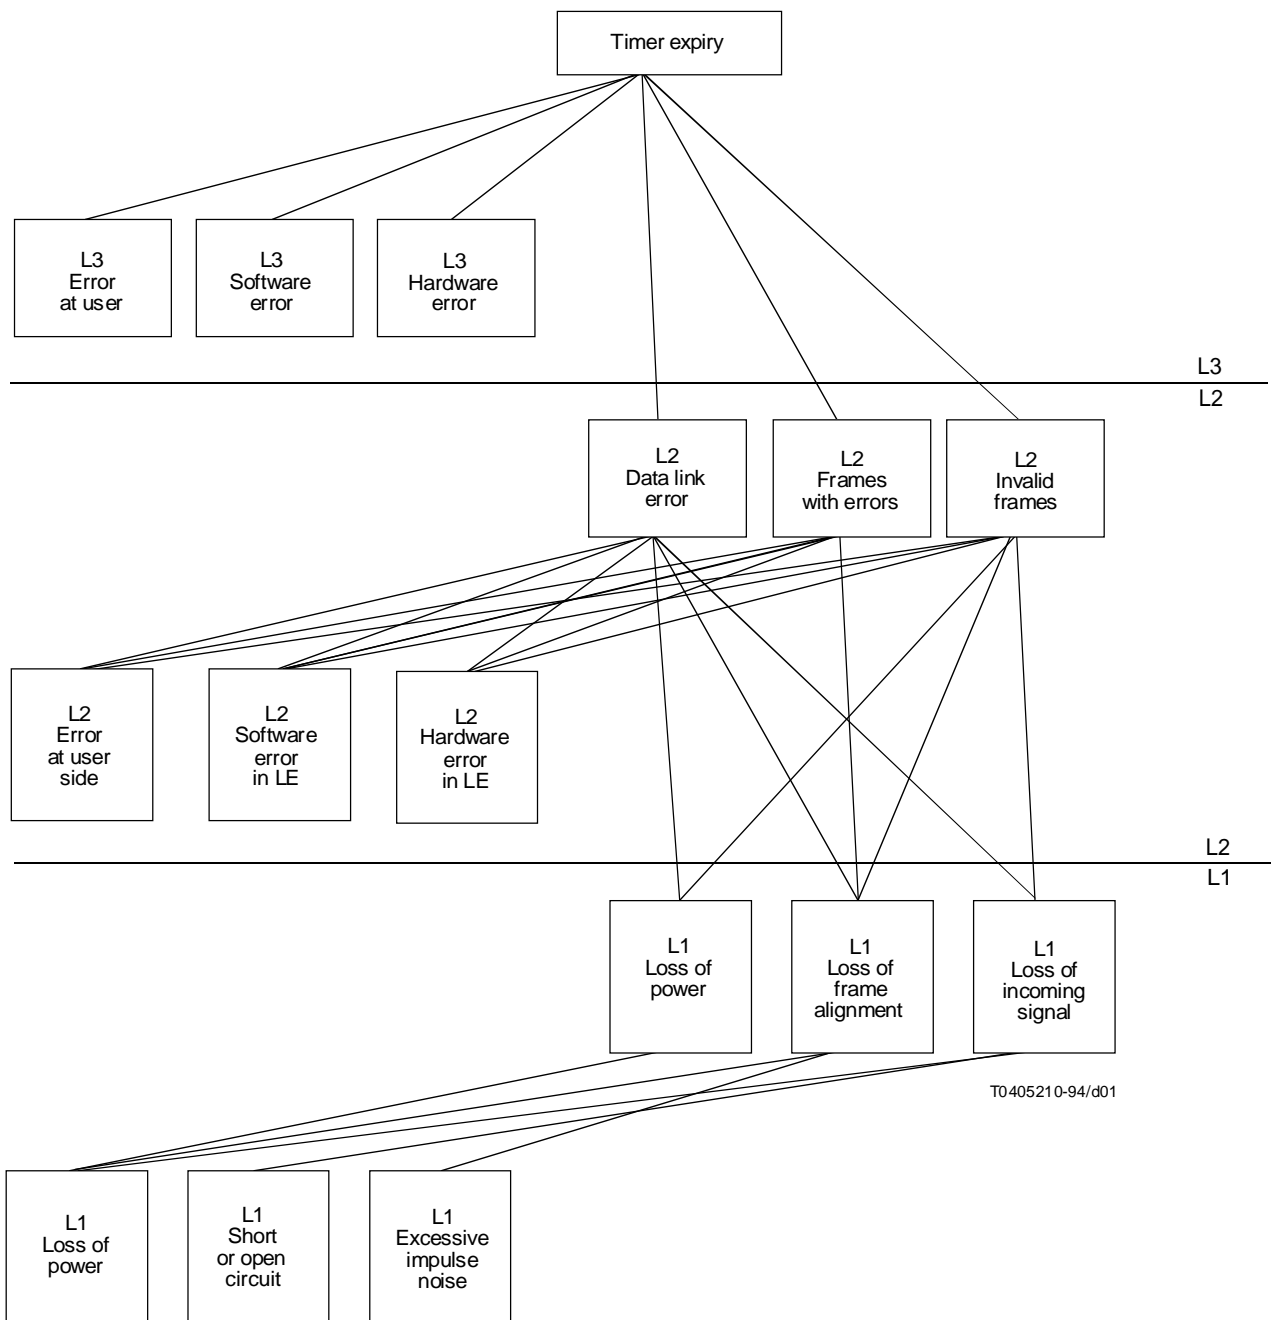 Timer expiry
L3
Error
at user
L3
Software
error
L3
Hardware
error
L3
L2
L2
Data link
error
L2
Frames
with errors
L2
Invalid
frames
L2
Error
at user
side
L2
Software
error
in LE
L2
Hardware
error
in LE
L2
L1
L1
Loss of
power
L1
Loss of
frame
alignment
L1
Loss of
incoming
signal
T0405210-94/d01
L1
Loss of
power
L1
Short
or open
circuit
L1
Excessive
impulse
noise